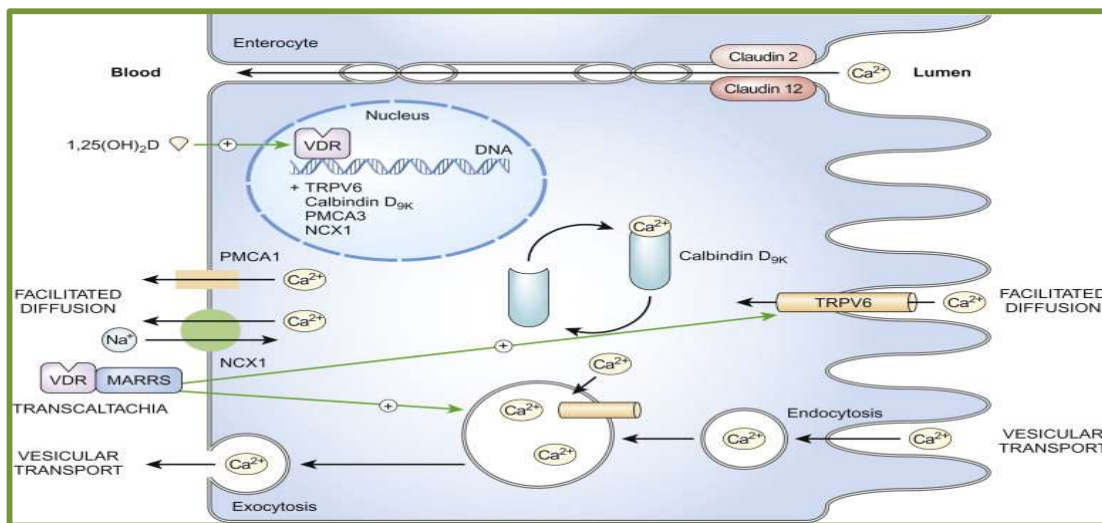 Enterocyte
Claudin 2
Blood
Ca2+
Lumen
Claudin 12
Nucleus
1,25(OH)2D
+
VDR
DNA
+ TRPV6
Calbindin D9K
PMCA3
NCX1
Ca2+
Calbindin D9K
PMCA1
Ca2+
FACILITATED
DIFFUSION
Ca2+
Na+
NCX1
TRPV6
Ca2+
FACILITATED
DIFFUSION
+
VDR
MARRS
TRANSCALTACHIA
+
Ca2+
Ca2+
Ca2+
Endocytosis
Ca2+
Ca2+
VESICULAR
TRANSPORT
VESICULAR
TRANSPORT
Ca2+
Exocytosis